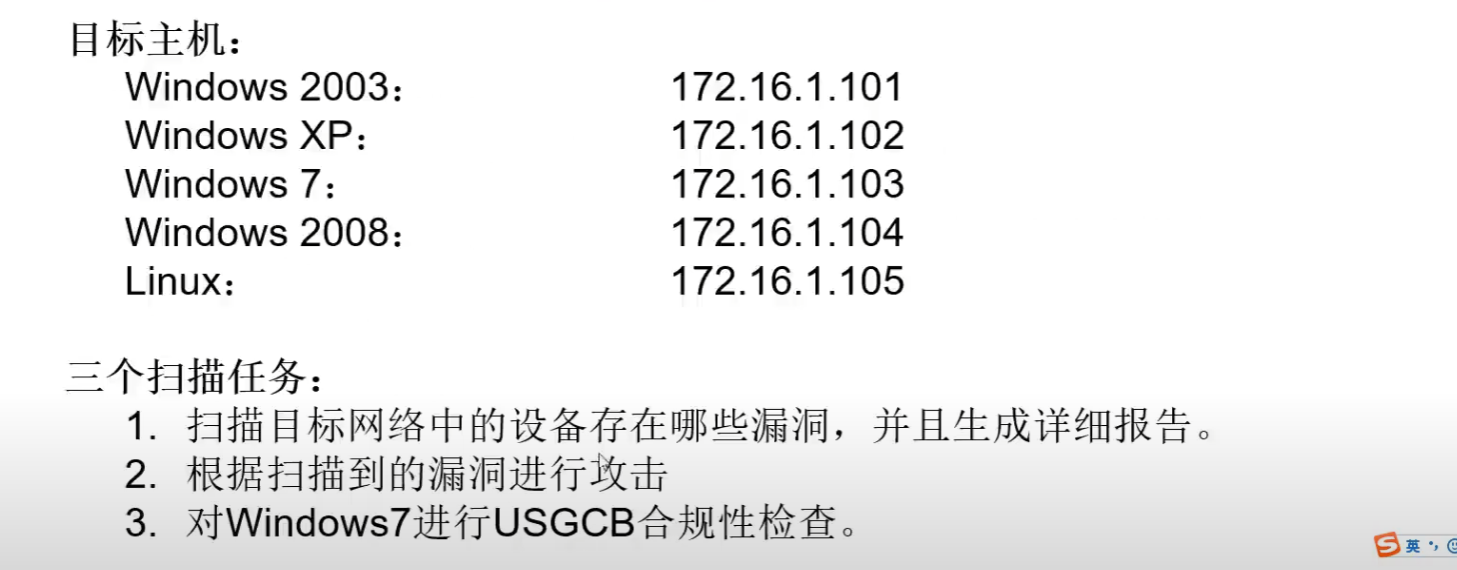 目标主机：
Windows 2003： 172.16.1.101
Windows XP： 172.16.1.102
Windows 7： 172.16.1.103
Windows 2008： 172.16.1.104
Linux： 172.16.1.105
三个扫描任务：
1. 扫描目标网络中的设备存在哪些漏洞，并且生成详细报告。
2. 根据扫描到的漏洞进行攻击
3. 对Windows7进行USGCB合规性检查。
S 英